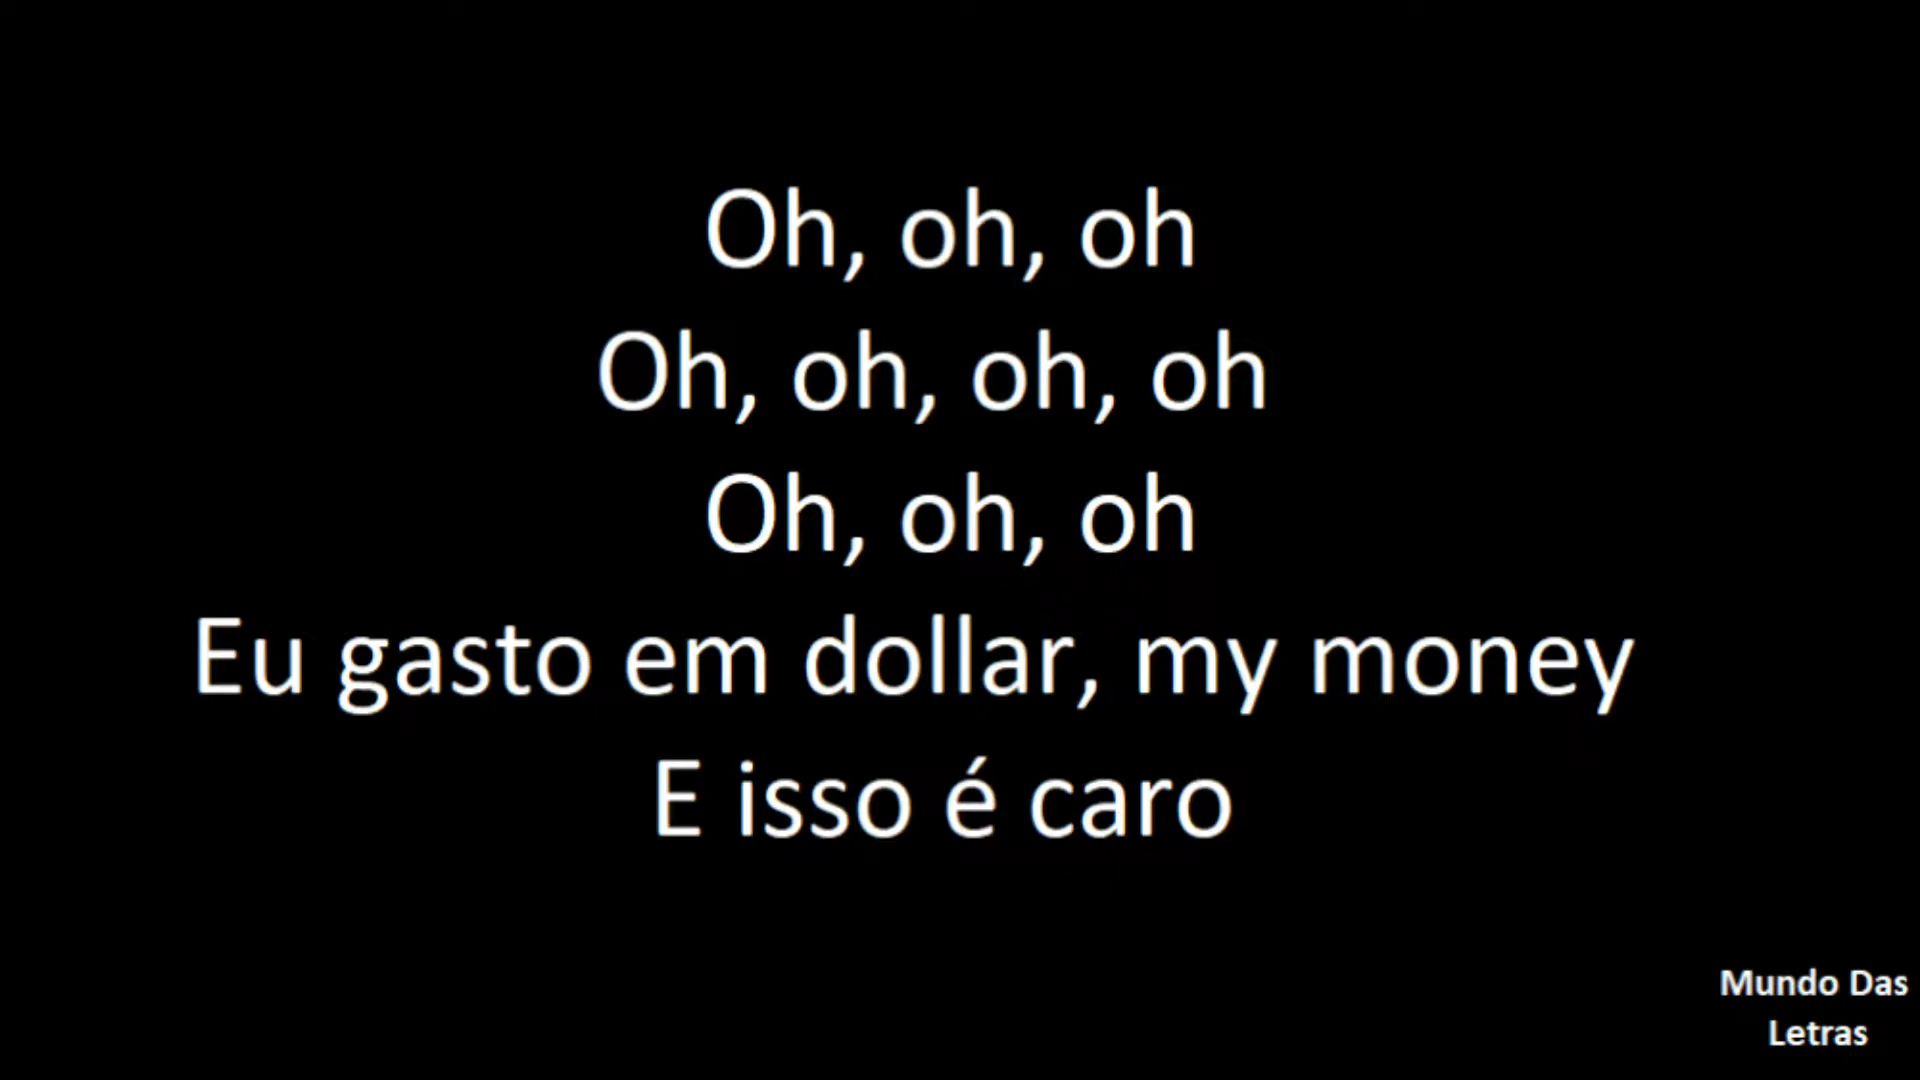 Oh, oh, oh
Oh, oh, oh, oh
Oh, oh, oh
Eu gasto em dollar, my money
E isso é caro
Mundo Das
Letras